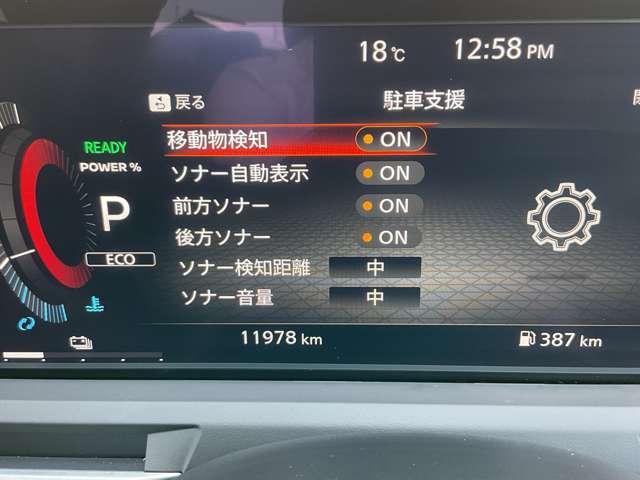 18℃ 12:58 PM
戻る 駐車支援
移動物検知 ON
READY
ソナー自動表示 ON
POWER %
前方ソナー ON
P
後方ソナー ON
ECO
ソナー検知距離 中
ソナー音量 中
11978 km 387 km